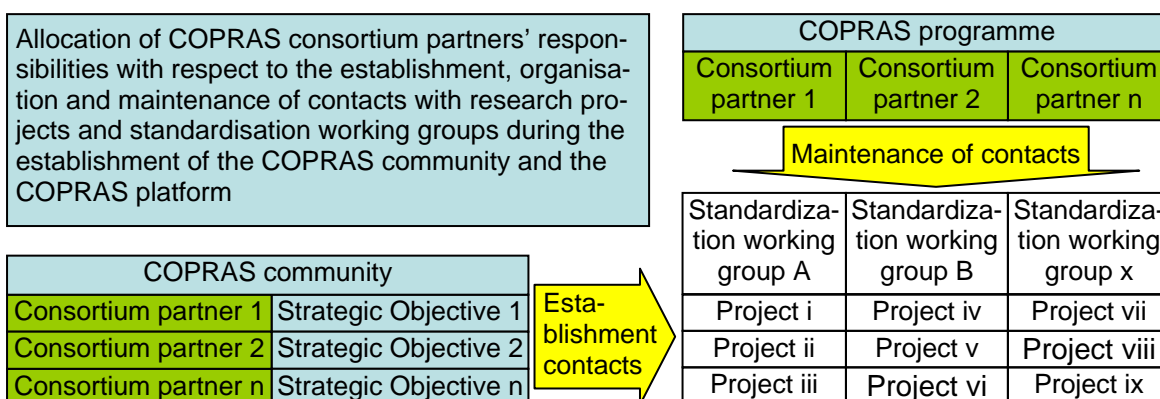 Allocation of COPRAS consortium partners' respon-
sibilities with respect to the establishment, organisa-
tion and maintenance of contacts with research pro-
jects and standardisation working groups during the
establishment of the COPRAS community and the
COPRAS platform
COPRAS programme
Consortium partner 1
Consortium partner 2
Consortium partner n
Maintenance of contacts
Standardiza-
tion working
group A
Standardiza-
tion working
group B
Standardiza-
tion working
group x
Project i
Project iv
Project vii
Project ii
Project v
Project viii
Project iii
Project vi
Project ix
COPRAS community
Consortium partner 1
Strategic Objective 1
Consortium partner 2
Strategic Objective 2
Consortium partner n
Strategic Objective n
Esta-
blishment
contacts